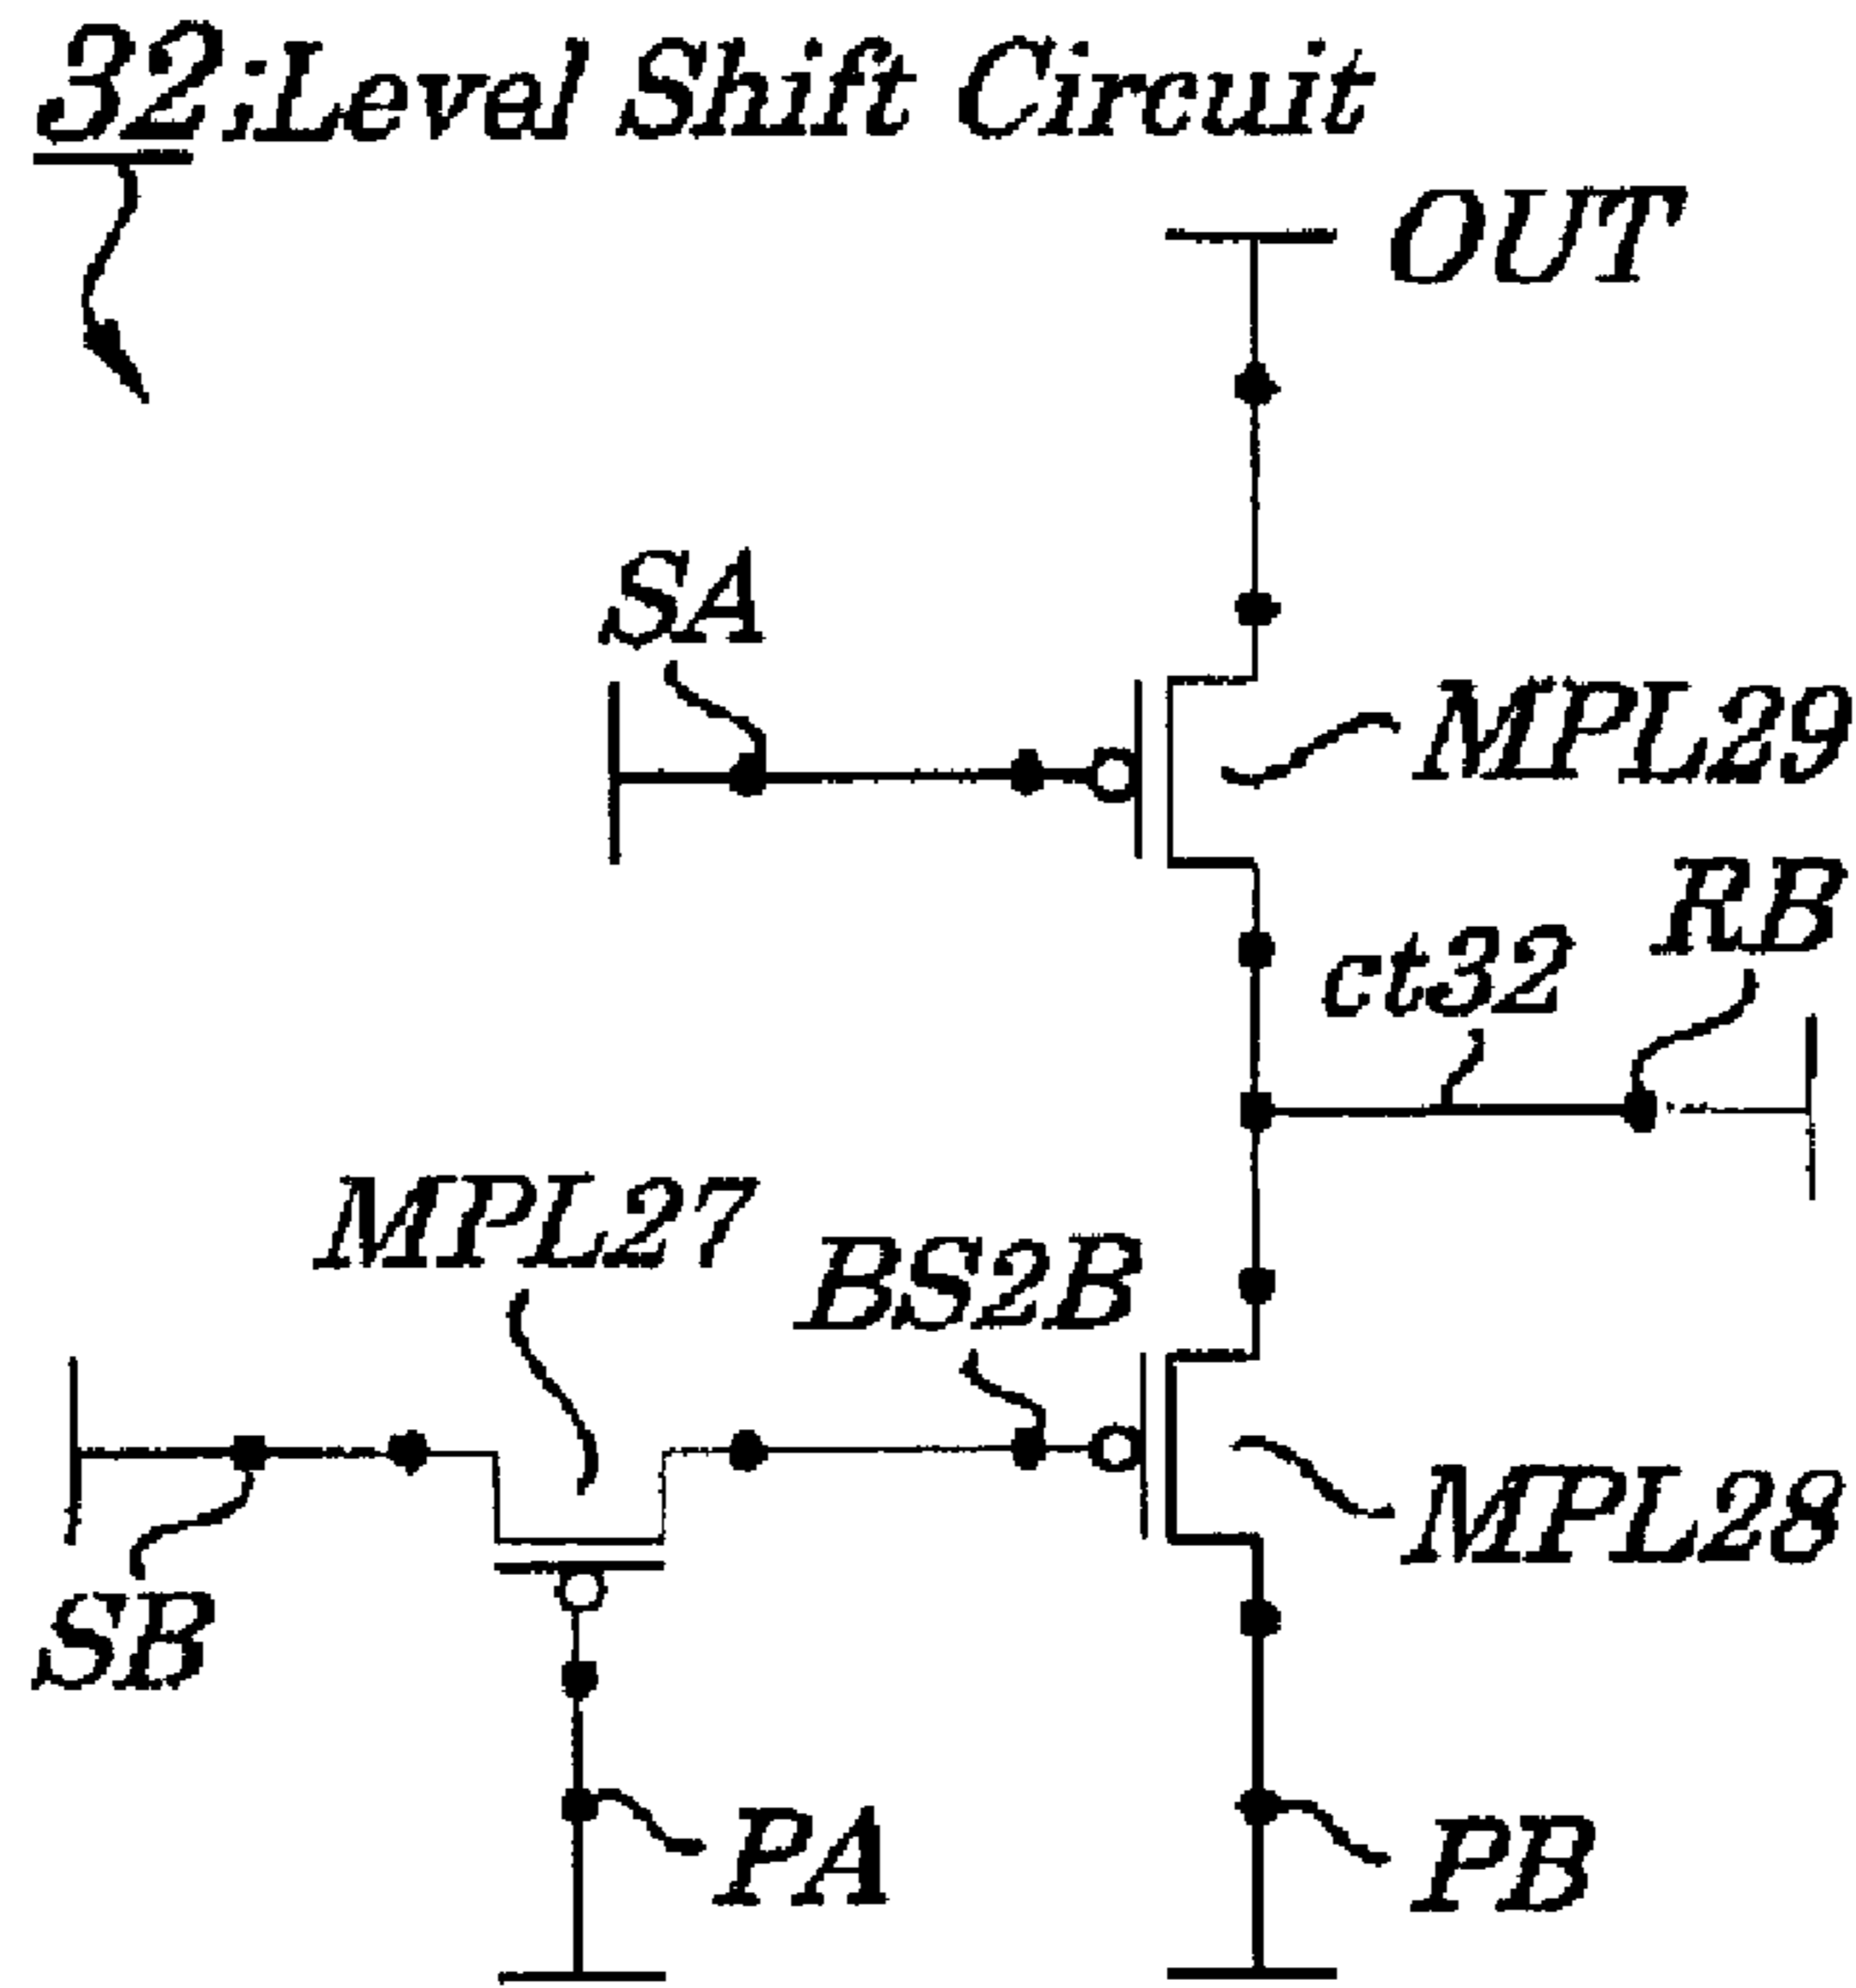 32:Level Shift Circuit
OUT
SA
MPL29
RB
ct32
MPL27
BS2B
MPL28
SB
PA
PB